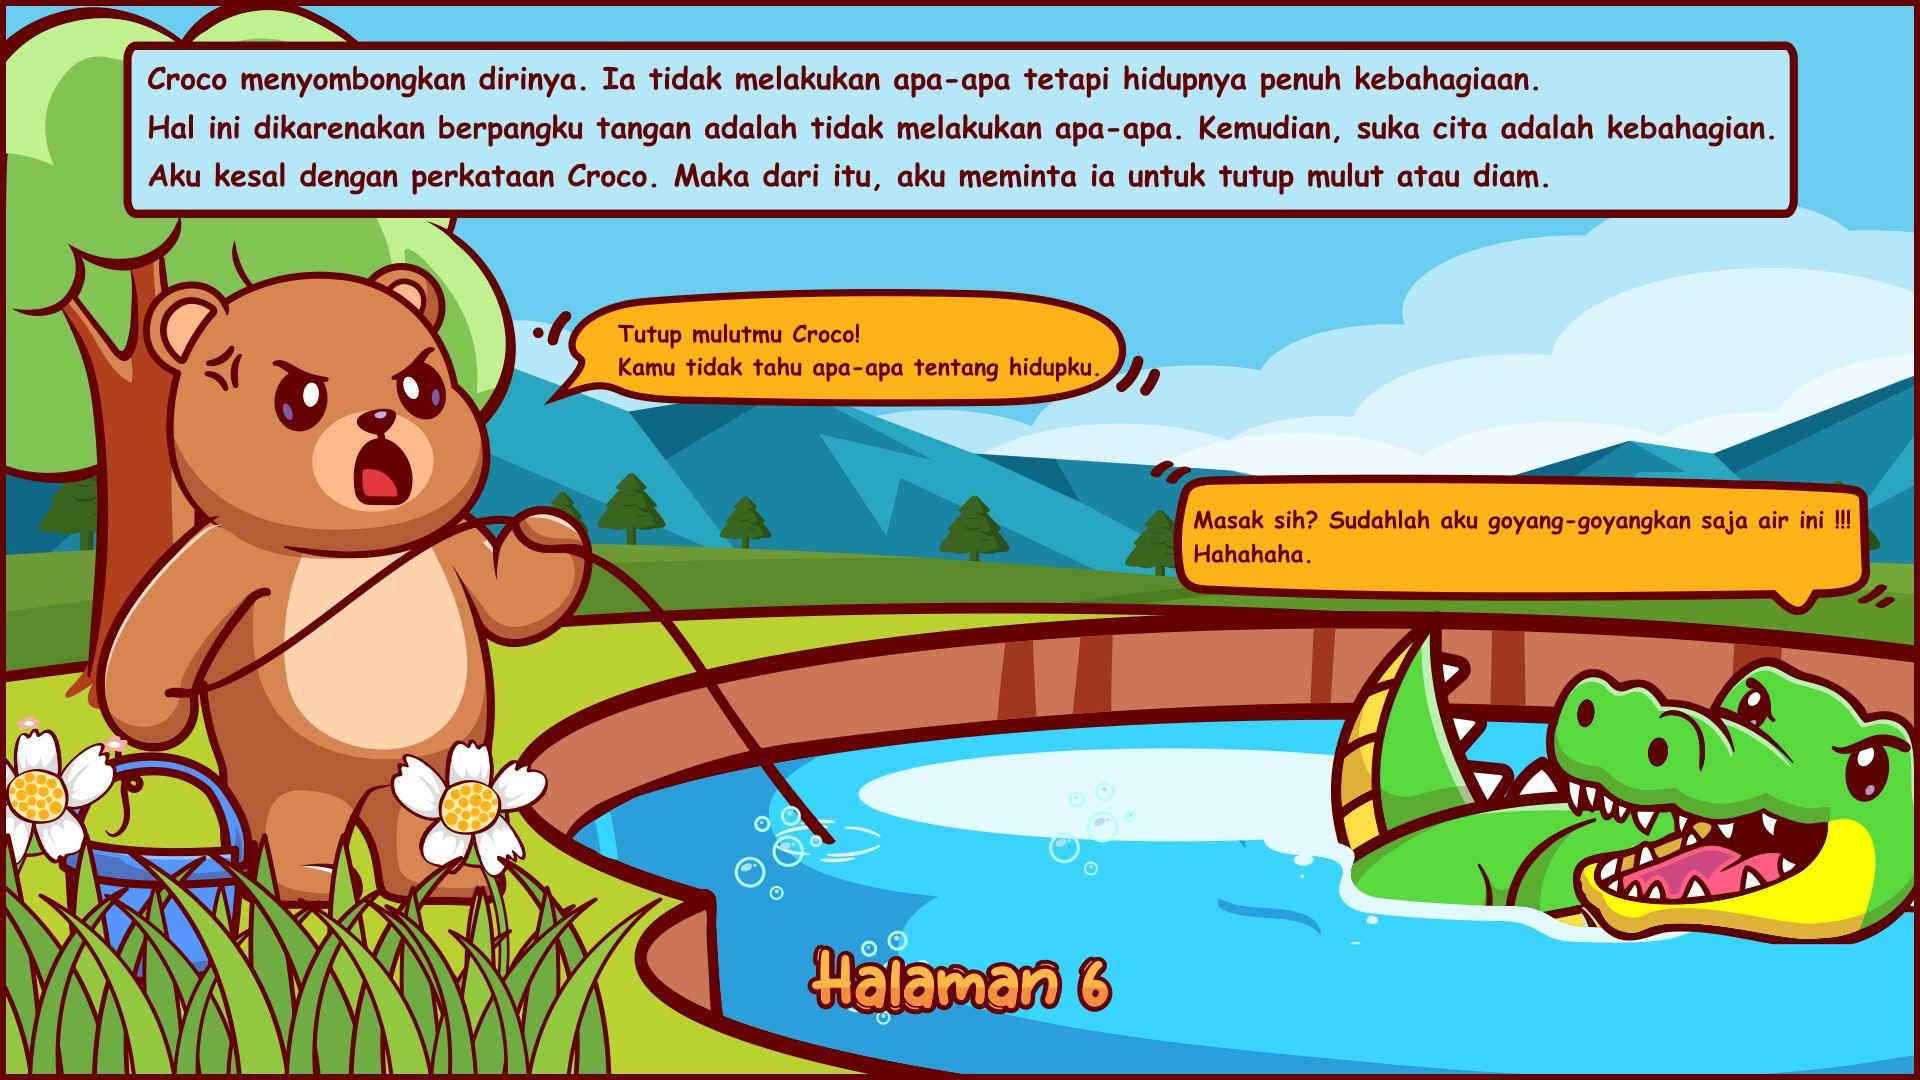 Croco menyombongkan dirinya. Ia tidak melakukan apa-apa tetapi hidupnya penuh kebahagiaan.
Hal ini dikarenakan berpangku tangan adalah tidak melakukan apa-apa. Kemudian, suka cita adalah kebahagian.
Aku kesal dengan perkataan Croco. Maka dari itu, aku meminta ia untuk tutup mulut atau diam.
Tutup mulutmu Croco!
Kamu tidak tahu apa-apa tentang hidupku.
Masak sih? Sudahlah aku goyang-goyangkan saja air ini !!!
Hahahaha.
Halaman 6